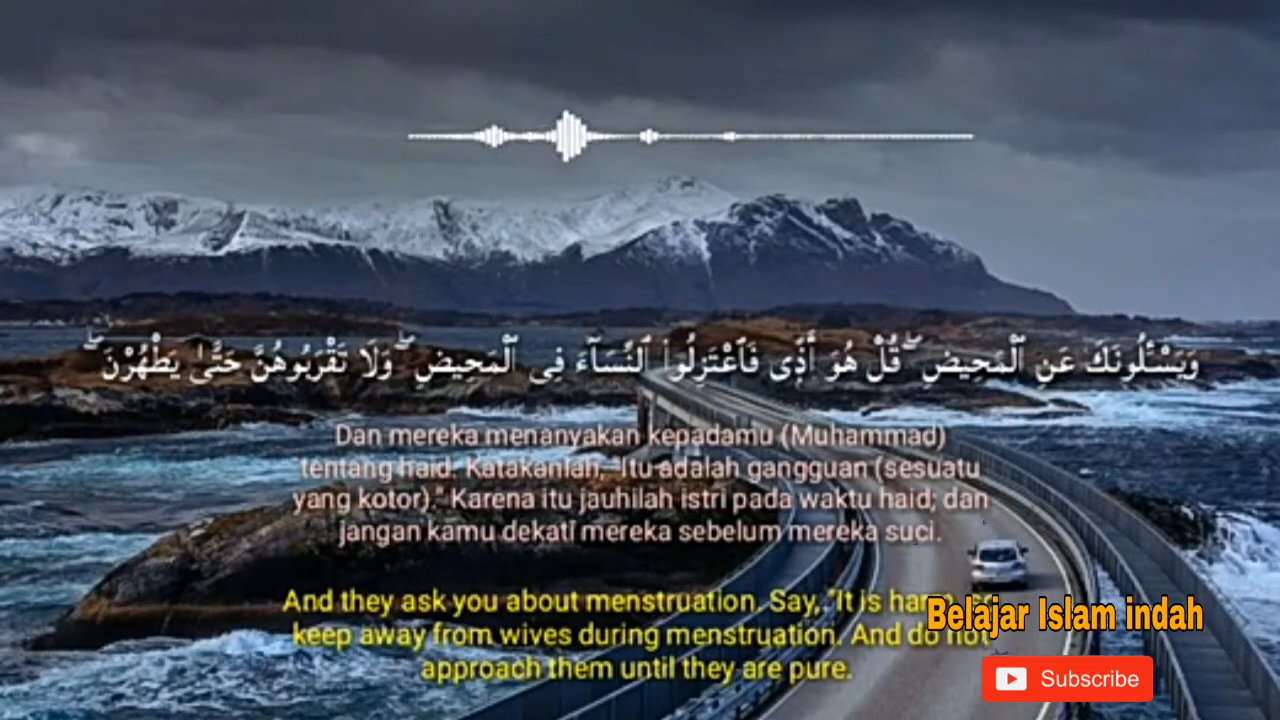 وَيَسْـَٔلُونَكَ عَنِ ٱلْمَحِيضِ ۖ قُلْ هُوَ أَذًى فَٱعْتَزِلُوا۟ ٱلنِّسَآءَ فِى ٱلْمَحِيضِ ۖ وَلَا تَقْرَبُوهُنَّ حَتَّىٰ يَطْهُرْنَ ۖ
Dan mereka menanyakan kepadamu (Muhammad)
tentang haid. Katakanlah, "Itu adalah gangguan (sesuatu
yang kotor)." Karena itu jauhilah istri pada waktu haid; dan
jangan kamu dekati mereka sebelum mereka suci.
And they ask you about menstruation. Say, "It is
keep away from wives during menstruation. And do not
approach them until they are pure.
Belajar Islam indah
Subscribe